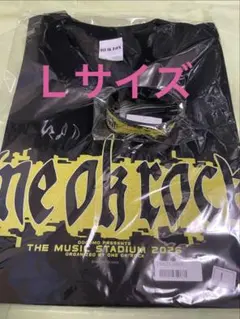 Lサイズ
one ok rock
DOCOMO PRESENTS
THE MUSIC STADIUM 2026
ORGANIZED BY ONE OK ROCK